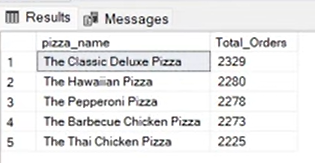 Results Messages
pizza_name Total_Orders
1 The Classic Deluxe Pizza 2329
2 The Hawaiian Pizza 2280
3 The Pepperoni Pizza 2278
4 The Barbecue Chicken Pizza 2273
5 The Thai Chicken Pizza 2225